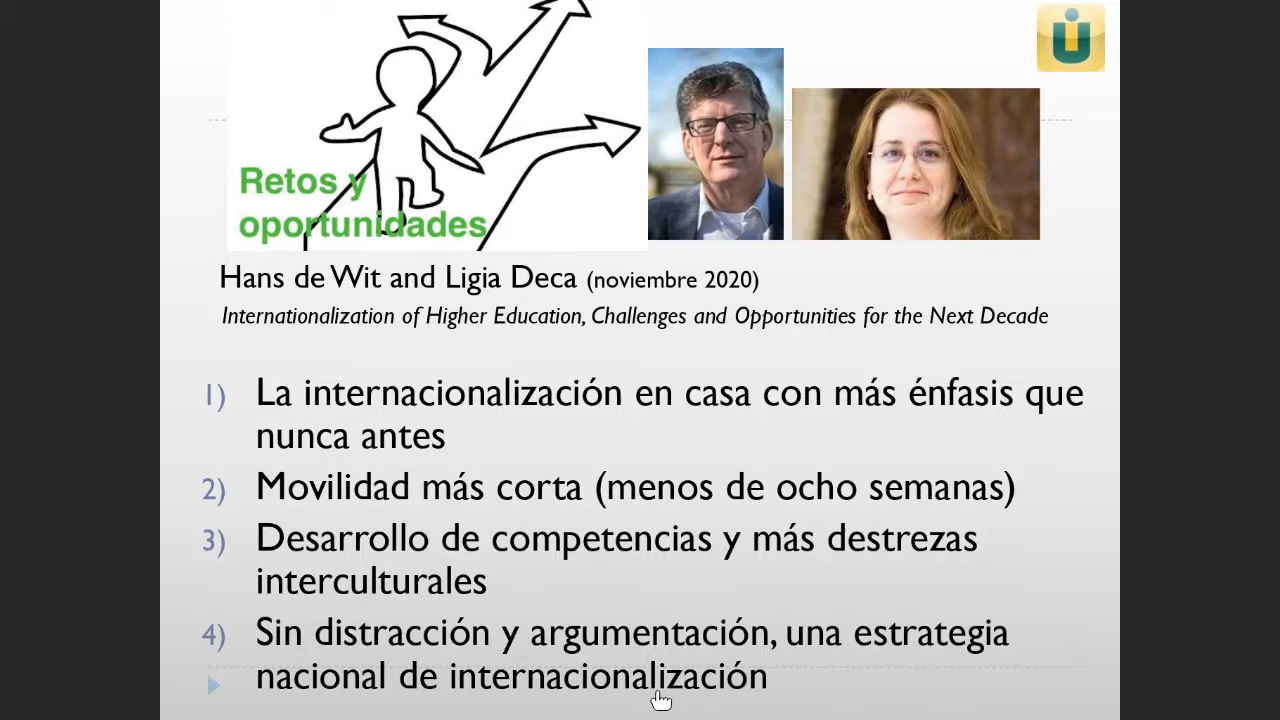 Retos y
oportunidades
Hans de Wit and Ligia Deca (noviembre 2020)
Internationalization of Higher Education, Challenges and Opportunities for the Next Decade
1) La internacionalización en casa con más énfasis que
nunca antes
2) Movilidad más corta (menos de ocho semanas)
3) Desarrollo de competencias y más destrezas
interculturales
4) Sin distracción y argumentación, una estrategia
nacional de internacionalización